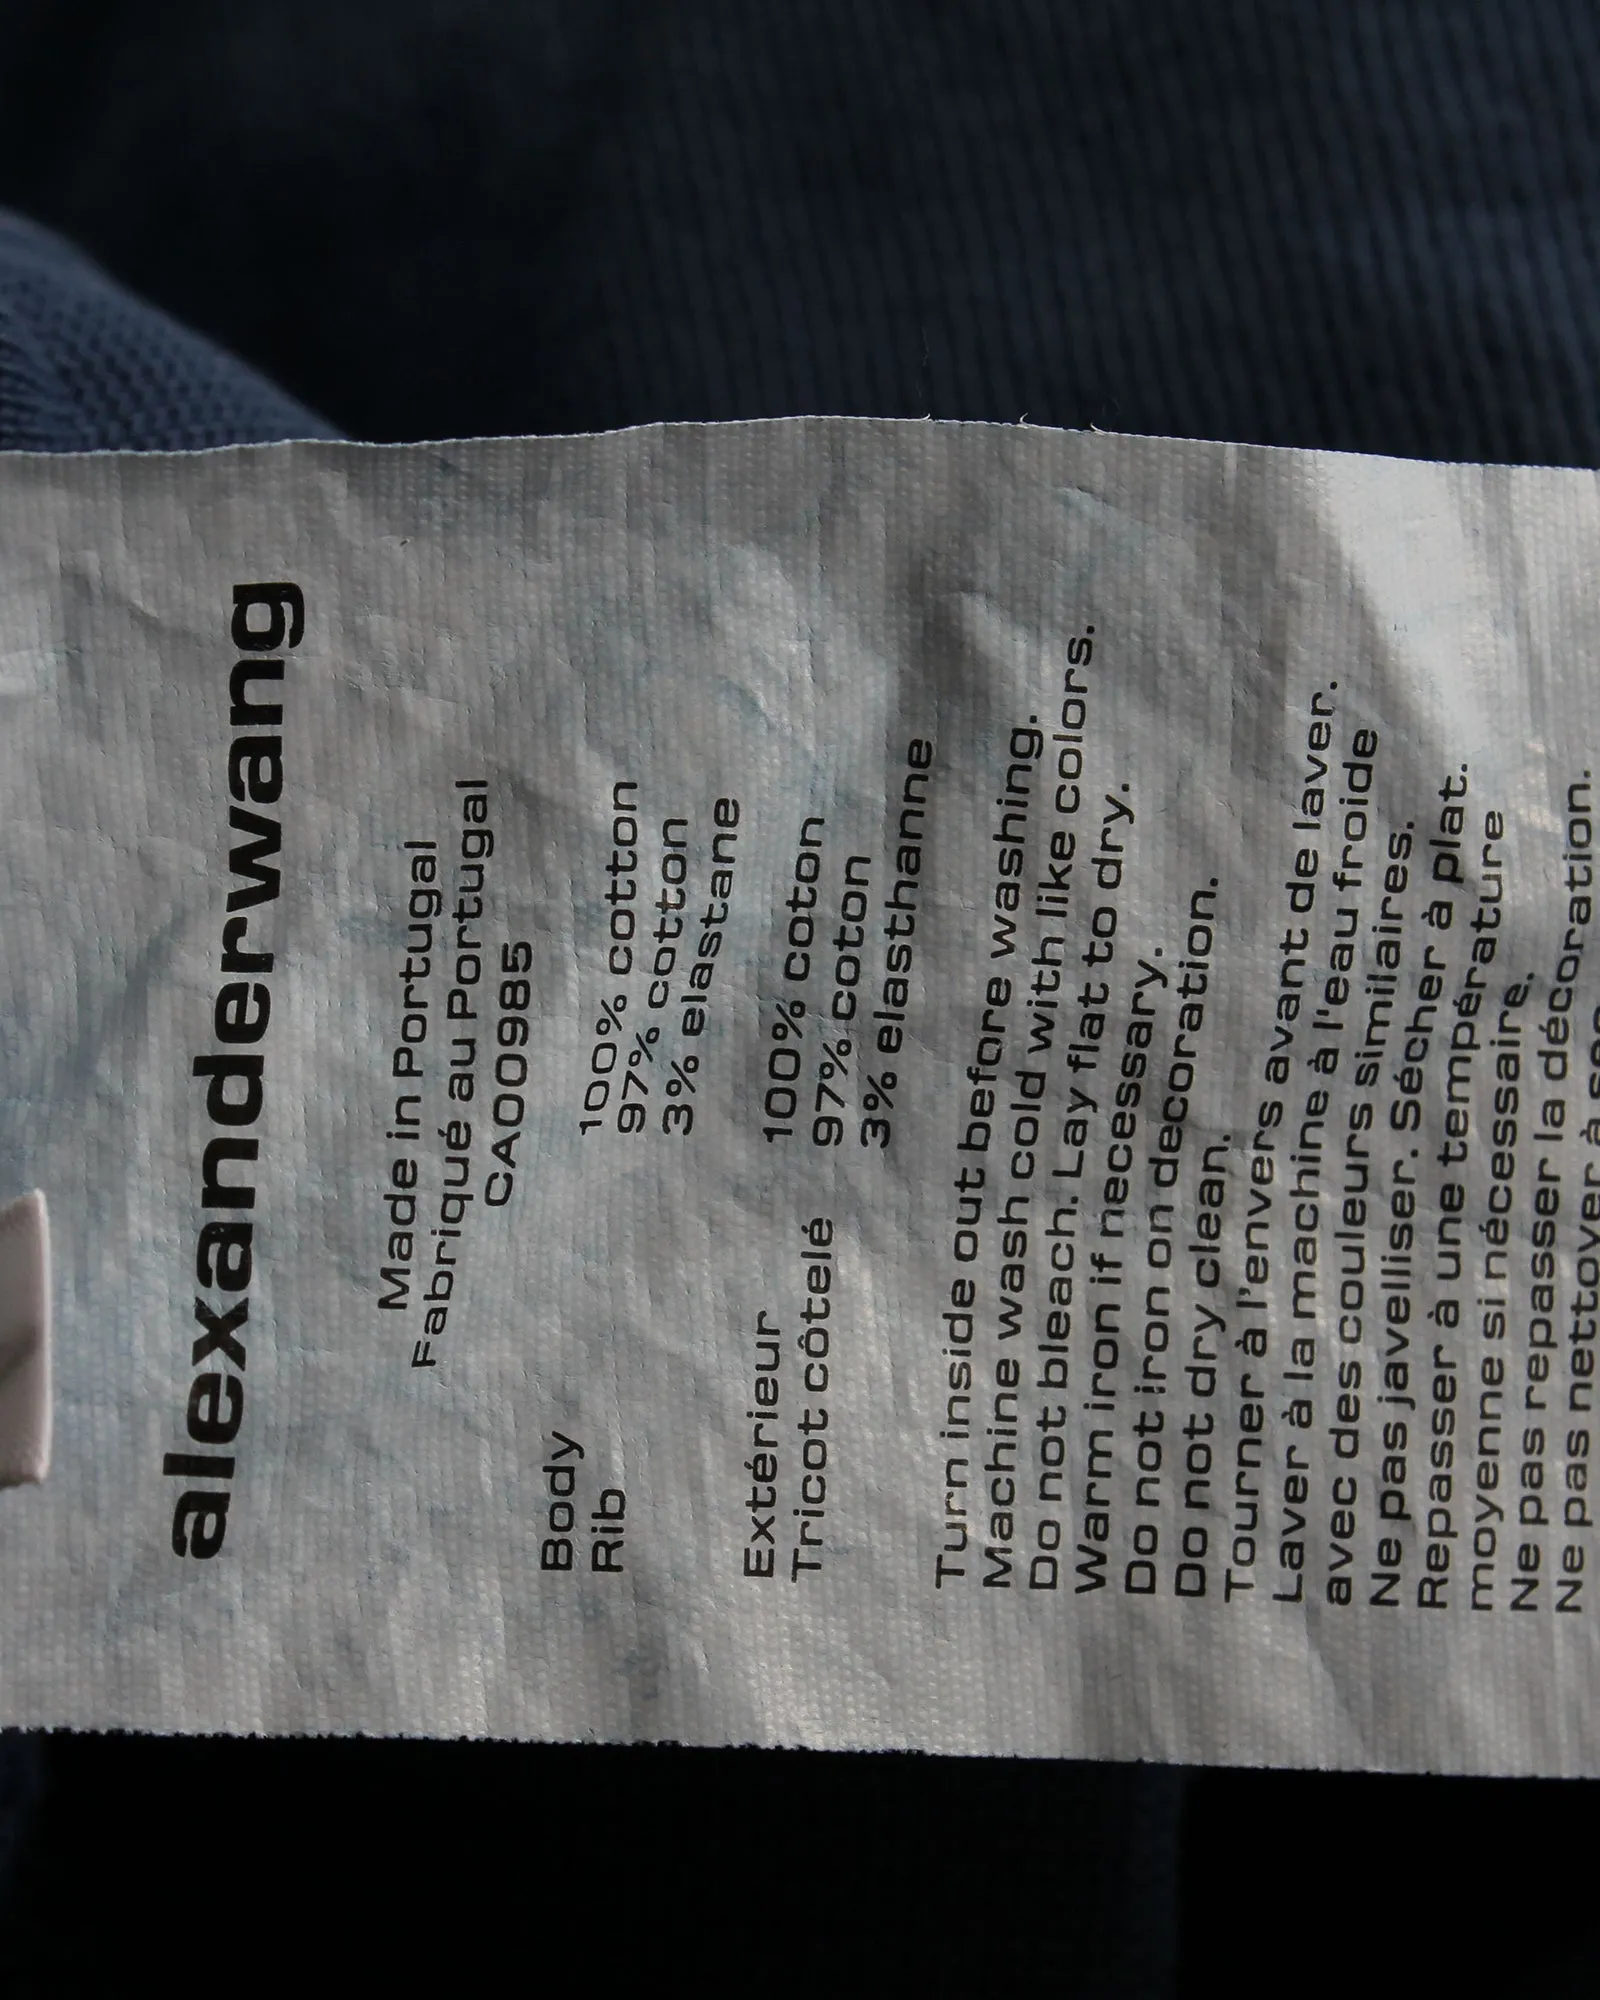 alexanderwang
Made in Portugal
Fabriqué au Portugal
CA00985
Body 100% cotton
Rib 97% cotton
3% elastane
Extérieur 100% coton
Tricot côtelé 97% coton
3% elasthanne
Turn inside out before washing.
Machine wash cold with like colors.
Do not bleach. Lay flat to dry.
Warm iron if necessary.
Do not iron on decoration.
Do not dry clean.
Tourner à l'envers avant de laver.
Laver à la machine à l'eau froide
avec des couleurs similaires.
Ne pas javelliser. Sécher à plat.
Repasser à une température
moyenne si nécessaire.
Ne pas repasser la décoration.
Ne pas nettoyer à sec